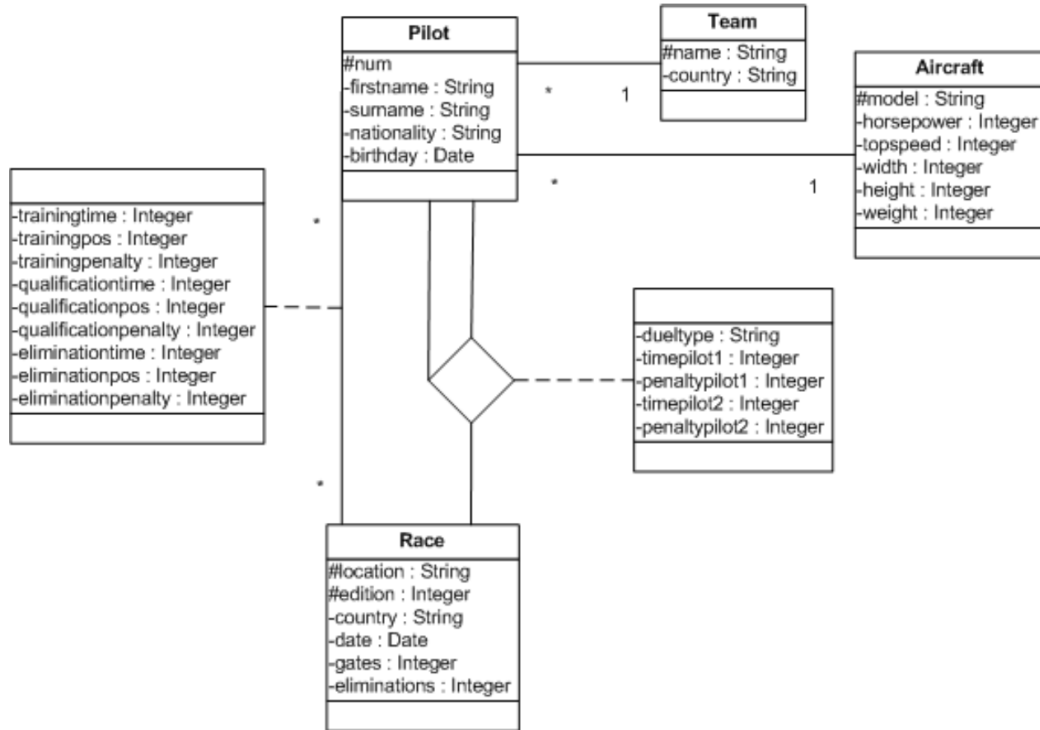 Pilot
#num
-firstname : String
-surname : String
-nationality : String
-birthday : Date
Team
#name : String
-country : String
Aircraft
#model : String
-horsepower : Integer
-topspeed : Integer
-width : Integer
-height : Integer
-weight : Integer
*
1
*
1
-trainingtime : Integer
-trainingpos : Integer
-trainingpenalty : Integer
-qualificationtime : Integer
-qualificationpos : Integer
-qualificationpenalty : Integer
-eliminationtime : Integer
-eliminationpos : Integer
-eliminationpenalty : Integer
*
*
-dueltype : String
-timepilot1 : Integer
-penaltypilot1 : Integer
-timepilot2 : Integer
-penaltypilot2 : Integer
Race
#location : String
#edition : Integer
-country : String
-date : Date
-gates : Integer
-eliminations : Integer